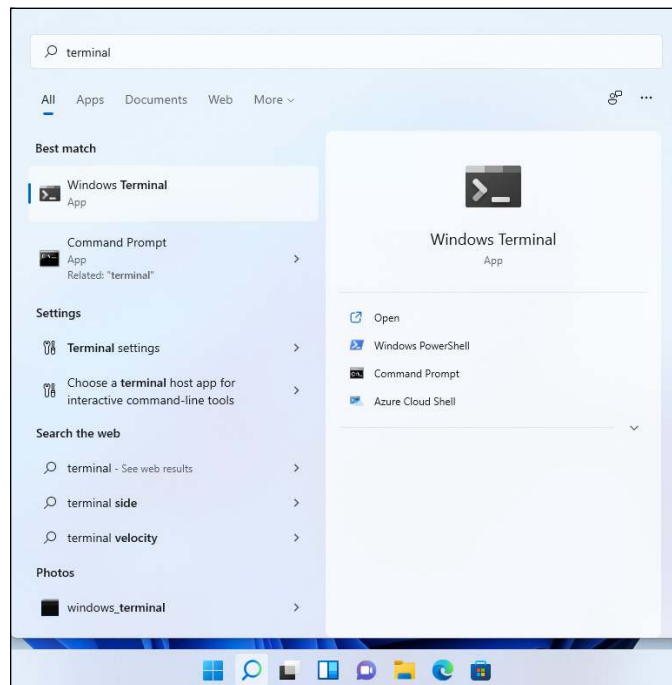 terminal
All Apps Documents Web More
Best match
Windows Terminal
App
Command Prompt
App
Related: "terminal"
Settings
Terminal settings
Choose a terminal host app for
interactive command-line tools
Search the web
terminal - See web results
terminal side
terminal velocity
Photos
windows_terminal
Windows Terminal
App
Open
Windows PowerShell
Command Prompt
Azure Cloud Shell